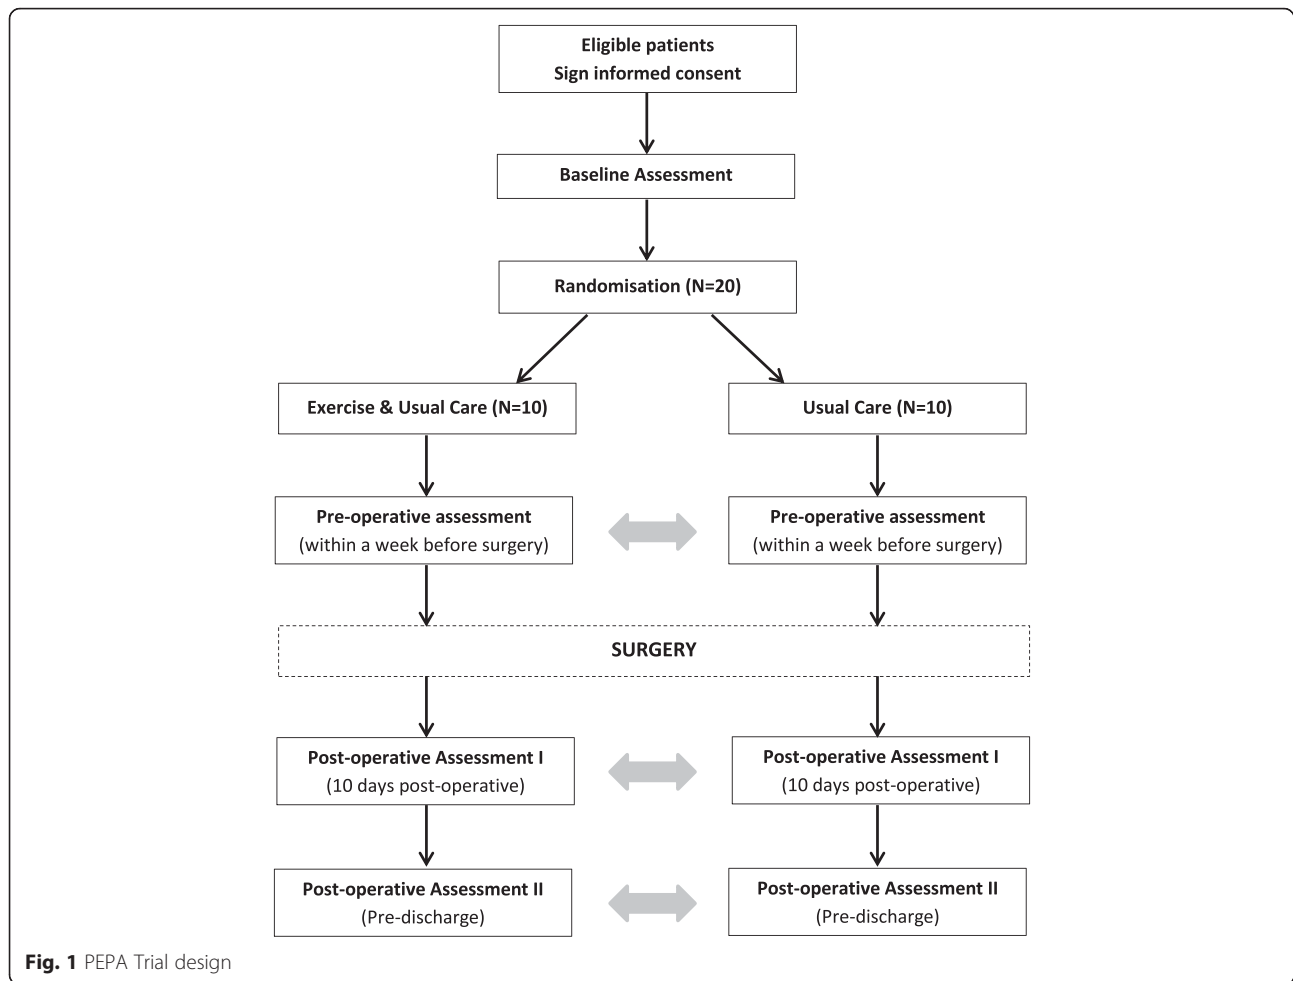 Eligible patients
Sign informed consent
Baseline Assessment
Randomisation (N=20)
Exercise & Usual Care (N=10)
Usual Care (N=10)
Pre-operative assessment
(within a week before surgery)
Pre-operative assessment
(within a week before surgery)
SURGERY
Post-operative Assessment I
(10 days post-operative)
Post-operative Assessment I
(10 days post-operative)
Post-operative Assessment II
(Pre-discharge)
Post-operative Assessment II
(Pre-discharge)
Fig. 1 PEPA Trial design